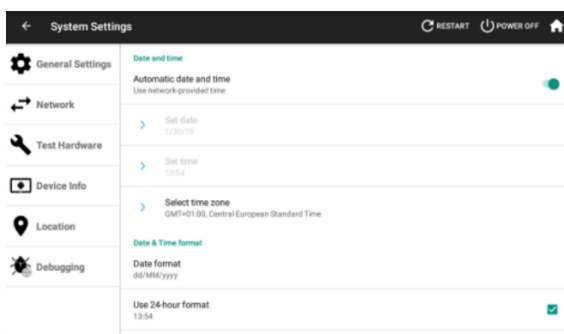 System Settings
RESTART
POWER OFF
General Settings
Network
Test Hardware
Device Info
Location
Debugging
Date and time
Automatic date and time
Use network-provided time
Set date
1/30/19
Set time
13:54
Select time zone
GMT+01:00, Central European Standard Time
Date & Time format
Date format
dd/MM/yyyy
Use 24-hour format
13:54